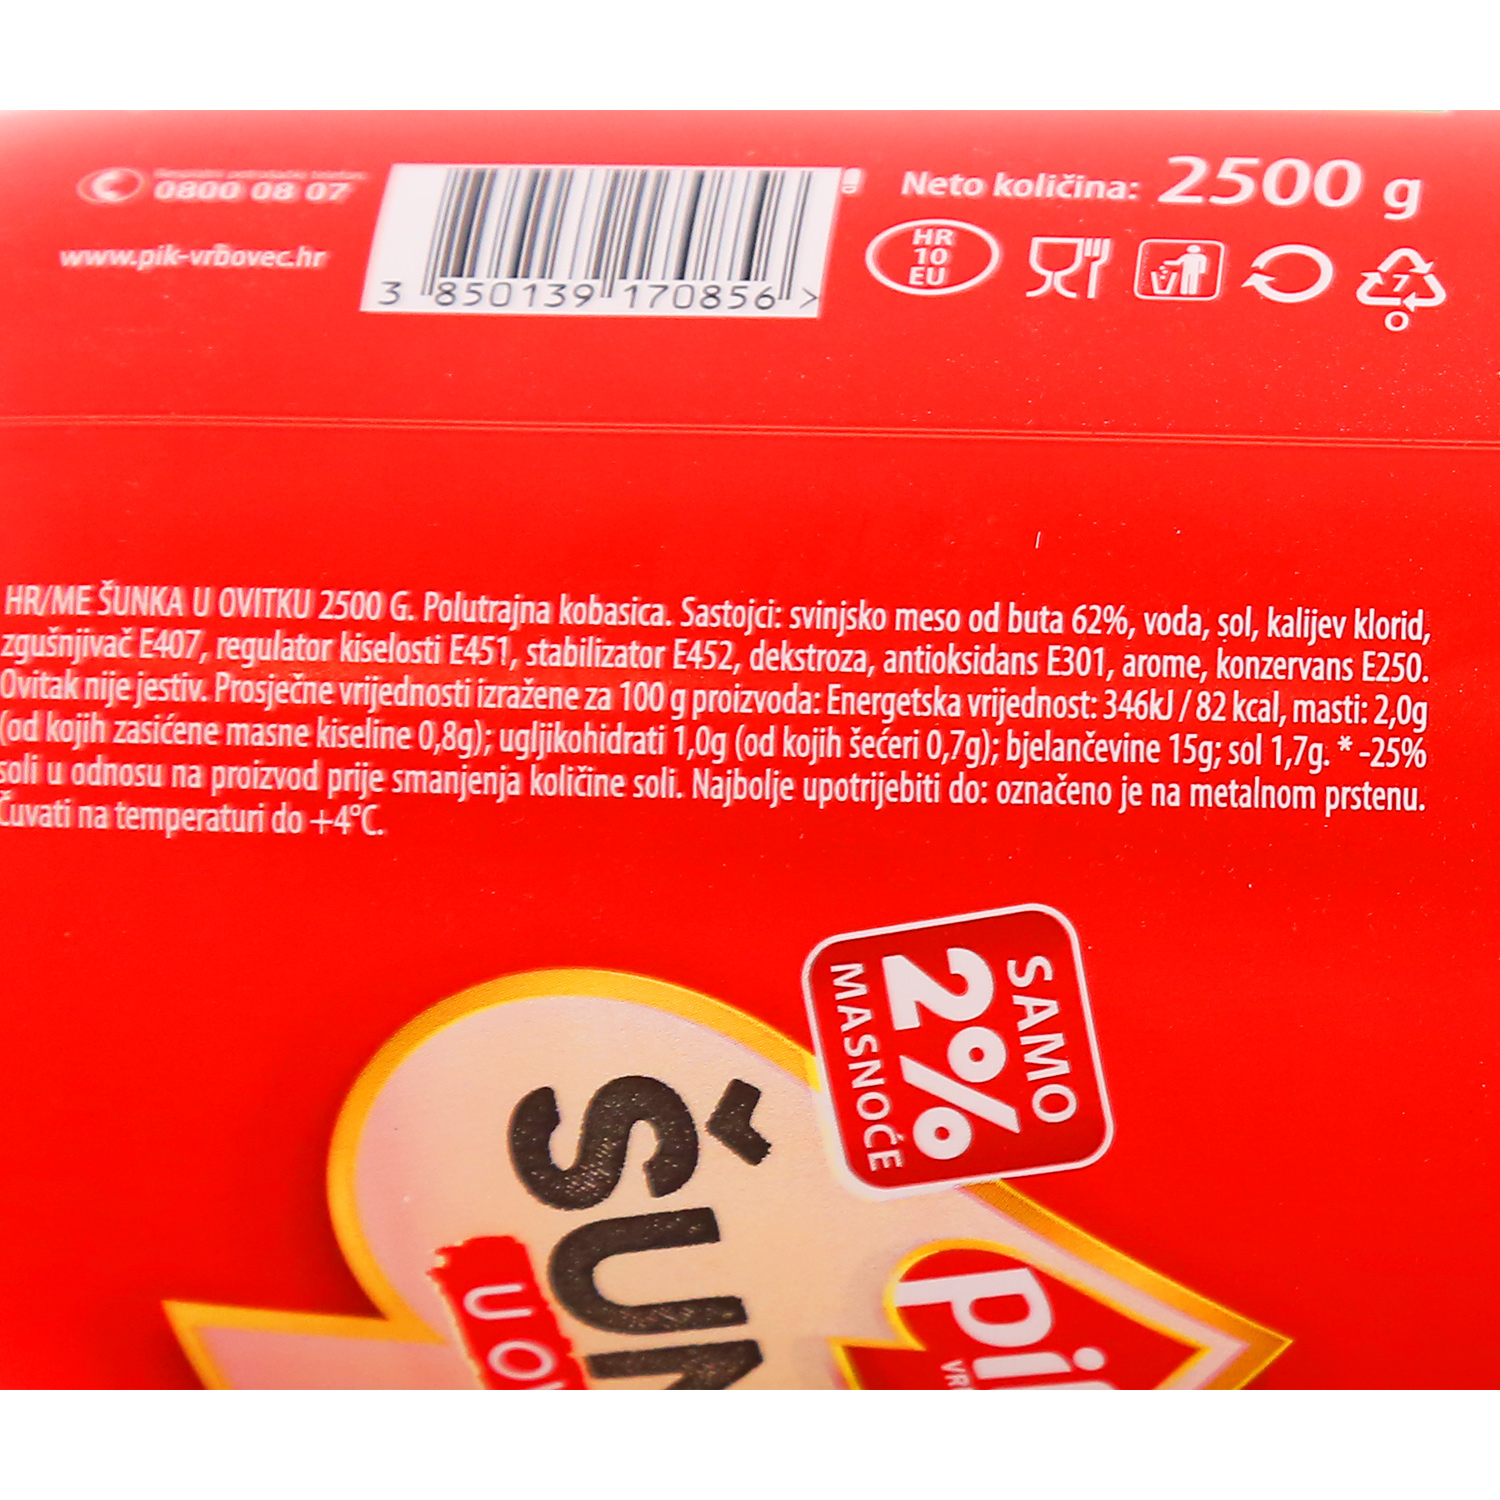 0800 08 07
www.pik-vrbovec.hr
3 850139 170856 >
Neto količina: 2500 g
HR
10
EU
7
O
HR/ME ŠUNKA U OVITKU 2500 G. Polutrajna kobasica. Sastojci: svinjsko meso od buta 62%, voda, sol, kalijev klorid,
zgušnjivač E407, regulator kiselosti E451, stabilizator E452, dekstroza, antioksidans E301, arome, konzervans E250.
Ovitak nije jestiv. Prosječne vrijednosti izražene za 100 g proizvoda: Energetska vrijednost: 346kJ / 82 kcal, masti: 2,0g
(od kojih zasićene masne kiseline 0,8g); ugljikohidrati 1,0g (od kojih šećeri 0,7g); bjelančevine 15g; sol 1,7g. * -25%
soli u odnosu na proizvod prije smanjenja količine soli. Najbolje upotrijebiti do: označeno je na metalnom prstenu.
Čuvati na temperaturi do +4°C.
SAMO
2%
MASNOĆE
pi
VR
ŠUN
U O